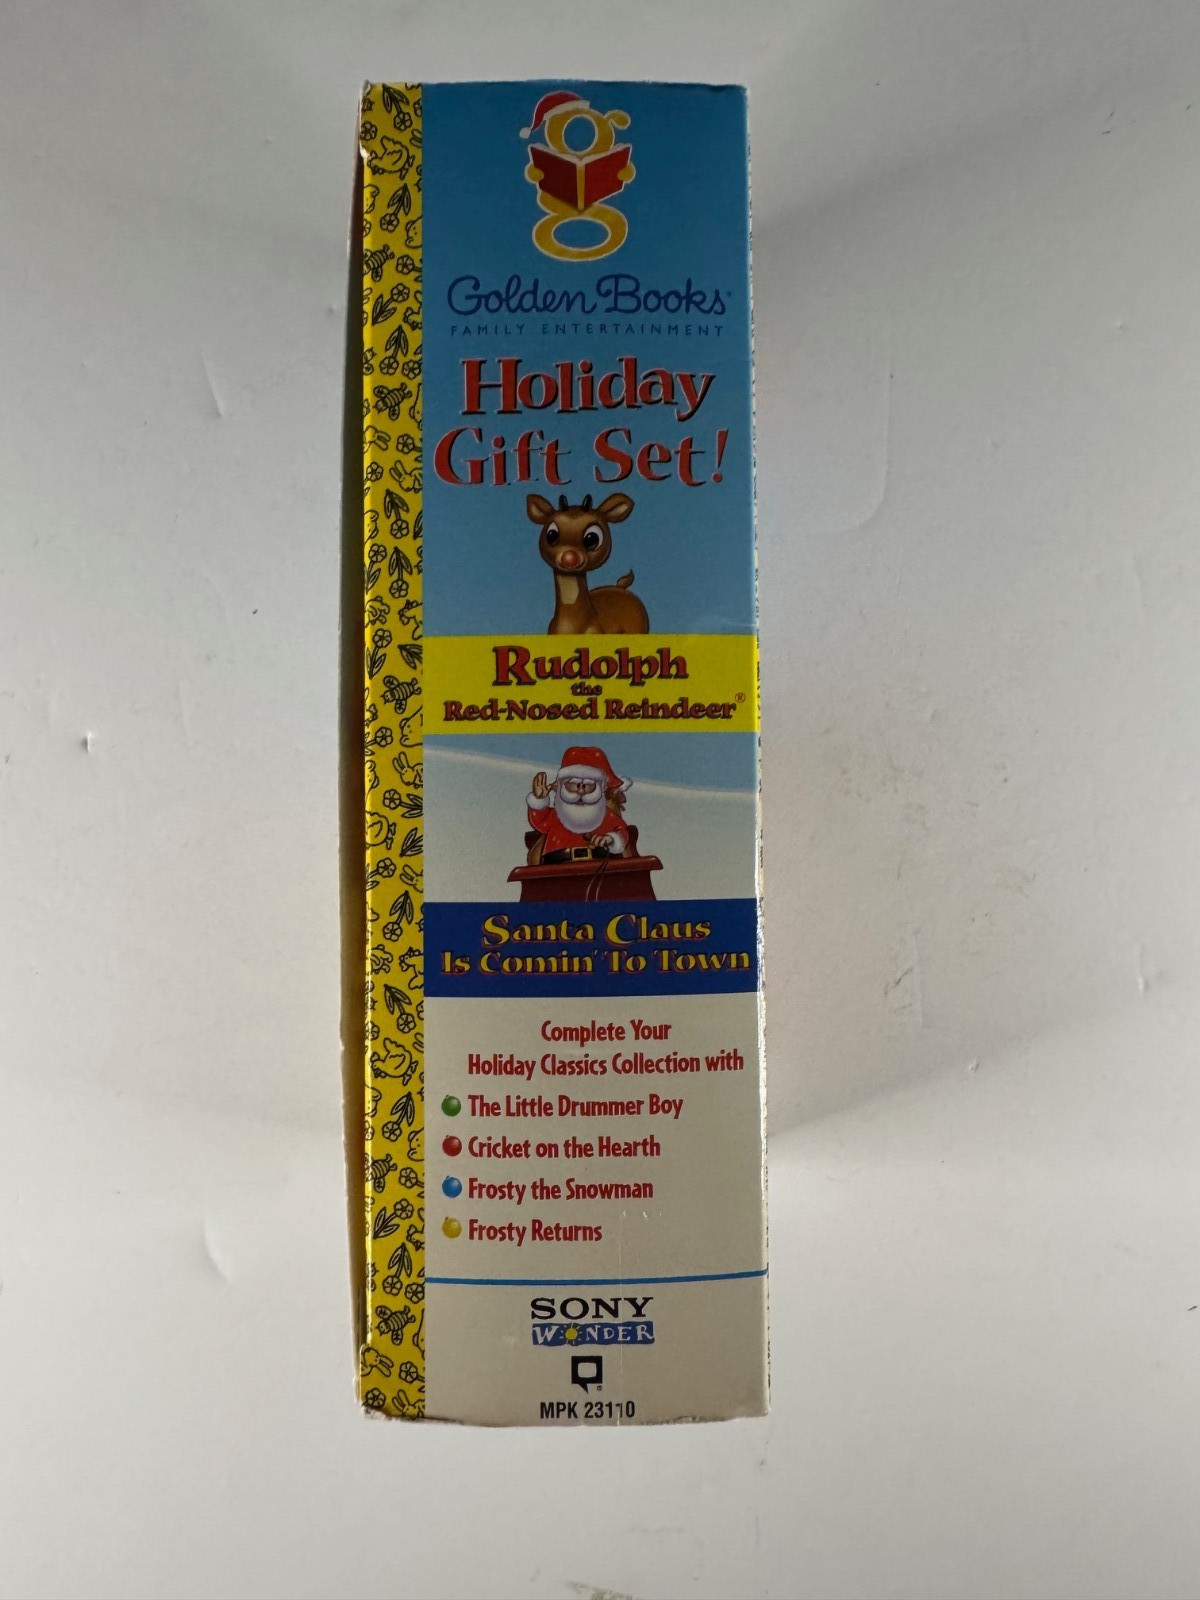 Golden Books
FAMILY ENTERTAINMENT
Holiday
Gift Set!
Rudolph
the
Red-Nosed Reindeer®
Santa Claus
Is Comin' To Town
Complete Your
Holiday Classics Collection with
The Little Drummer Boy
Cricket on the Hearth
Frosty the Snowman
Frosty Returns
SONY
WONDER
MPK 23110